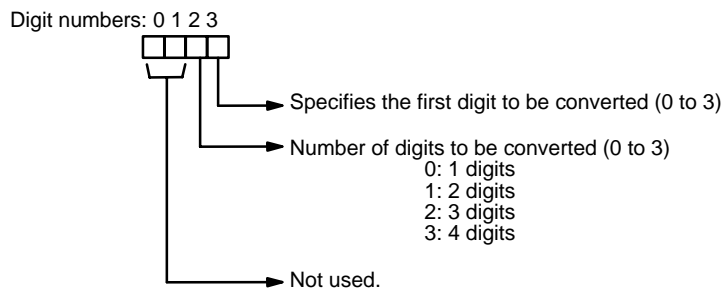 Digit numbers: 0 1 2 3
Specifies the first digit to be converted (0 to 3)
Number of digits to be converted (0 to 3)
0: 1 digits
1: 2 digits
2: 3 digits
3: 4 digits
Not used.